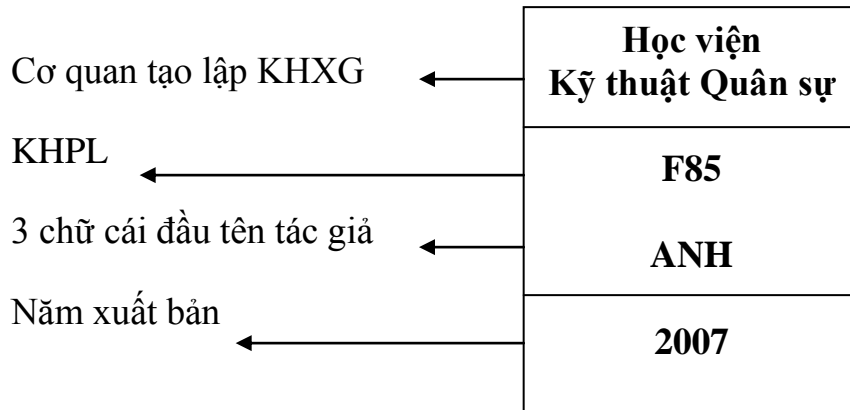 Học viện
Kỹ thuật Quân sự
Cơ quan tạo lập KHXG
KHPL
F85
3 chữ cái đầu tên tác giả
ANH
Năm xuất bản
2007